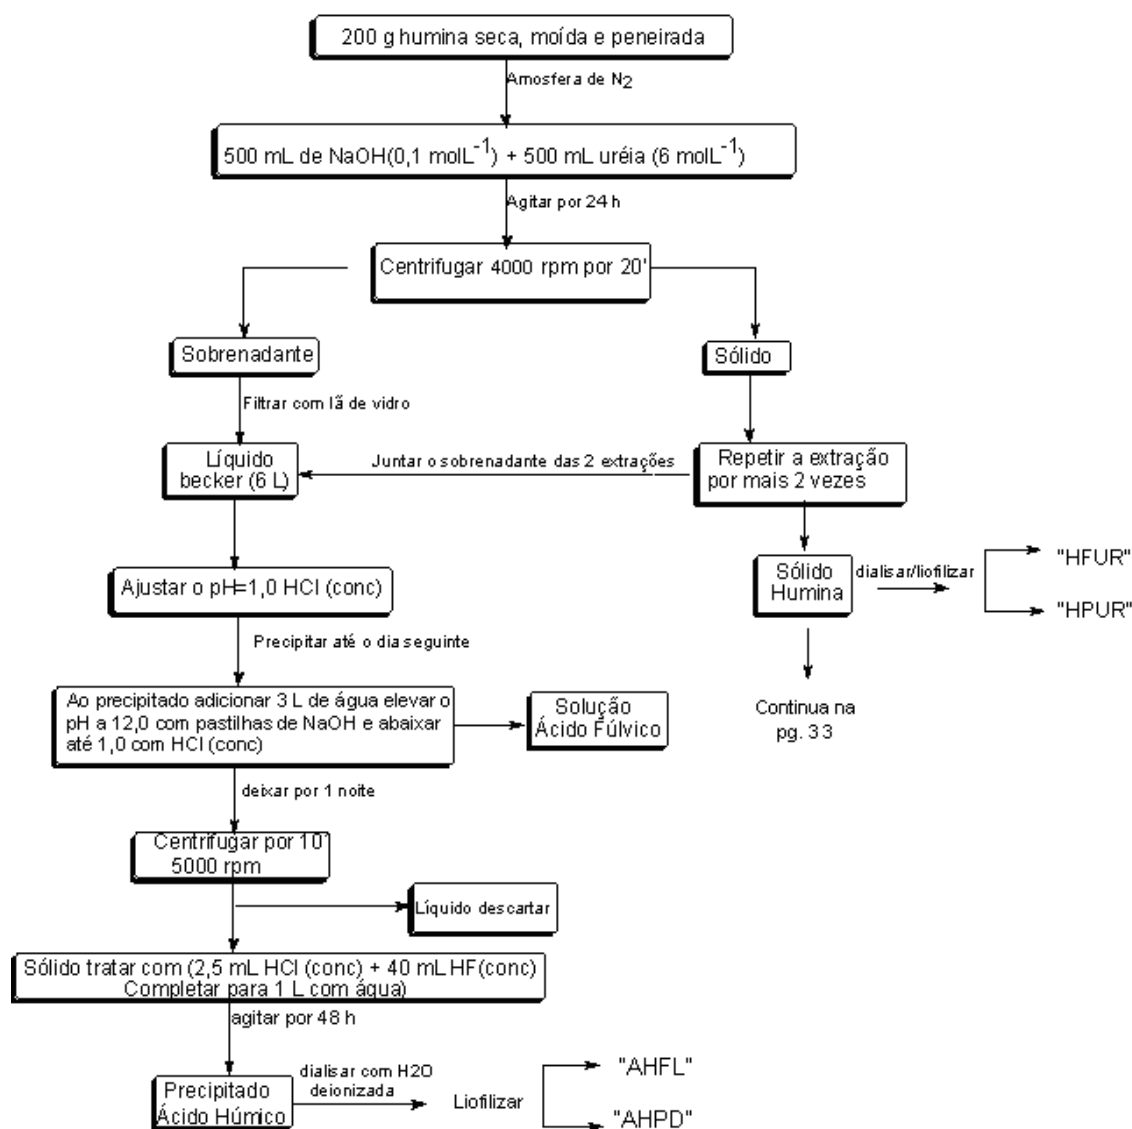 200 g humina seca, moída e peneirada
Amosfera de N2
500 mL de NaOH(0,1 molL-1) + 500 mL uréia (6 molL-1)
Agitar por 24 h
Centrifugar 4000 rpm por 20'
Sobrenadante
Sólido
Filtrar com lã de vidro
Líquido
becker (6 L)
Juntar o sobrenadante das 2 extrações
Repetir a extração
por mais 2 vezes
Sólido
Humina
dialisar/liofilizar
"HFUR"
"HPUR"
Ajustar o pH=1,0 HCl (conc)
Precipitar até o dia seguinte
Continua na
pg. 33
Ao precipitado adicionar 3 L de água elevar o
pH a 12,0 com pastilhas de NaOH e abaixar
até 1,0 com HCl (conc)
Solução
Ácido Fúlvico
deixar por 1 noite
Centrifugar por 10'
5000 rpm
Líquido descartar
Sólido tratar com (2,5 mL HCl (conc) + 40 mL HF(conc)
Completar para 1 L com água)
agitar por 48 h
Precipitado
Ácido Húmico
dialisar com H2O
deionizada
Liofilizar
"AHFL"
"AHPD"